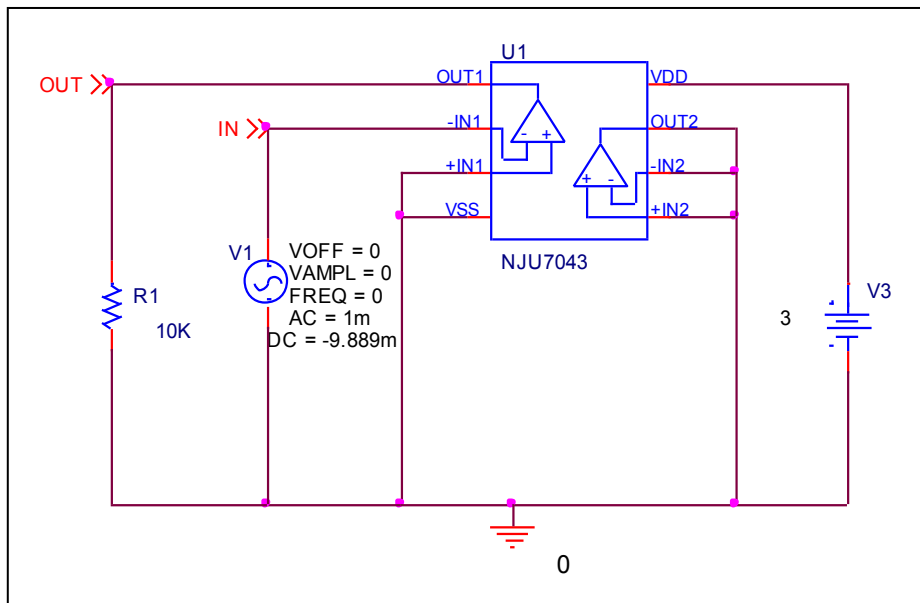 U1
OUT
OUT1
VDD
IN
-IN1
OUT2
+IN1
-IN2
VSS
+IN2
- +
+ -
NJU7043
V1
VOFF = 0
VAMPL = 0
FREQ = 0
AC = 1m
DC = -9.889m
R1
10K
V3
3
0